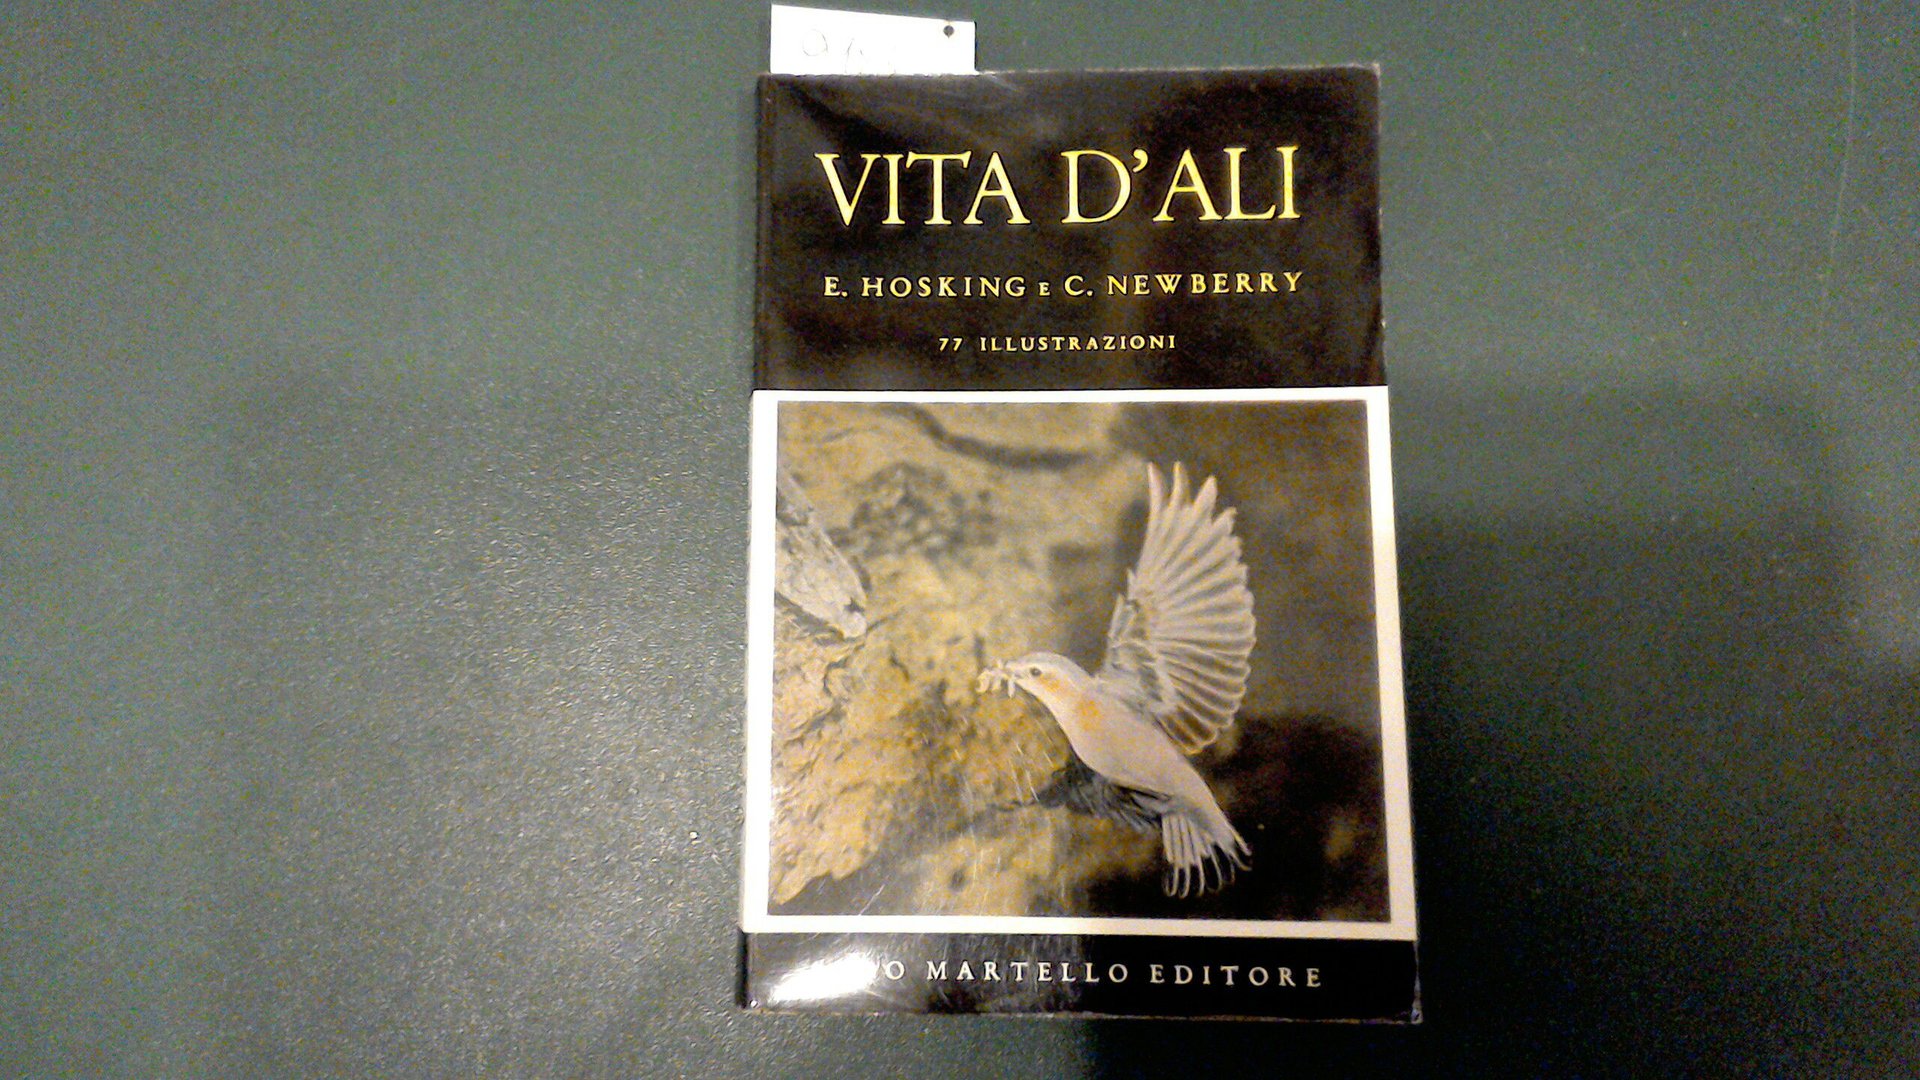 VITA D'ALI
E. HOSKING E C. NEWBERRY
77 ILLUSTRAZIONI
MARTELLO EDITORE